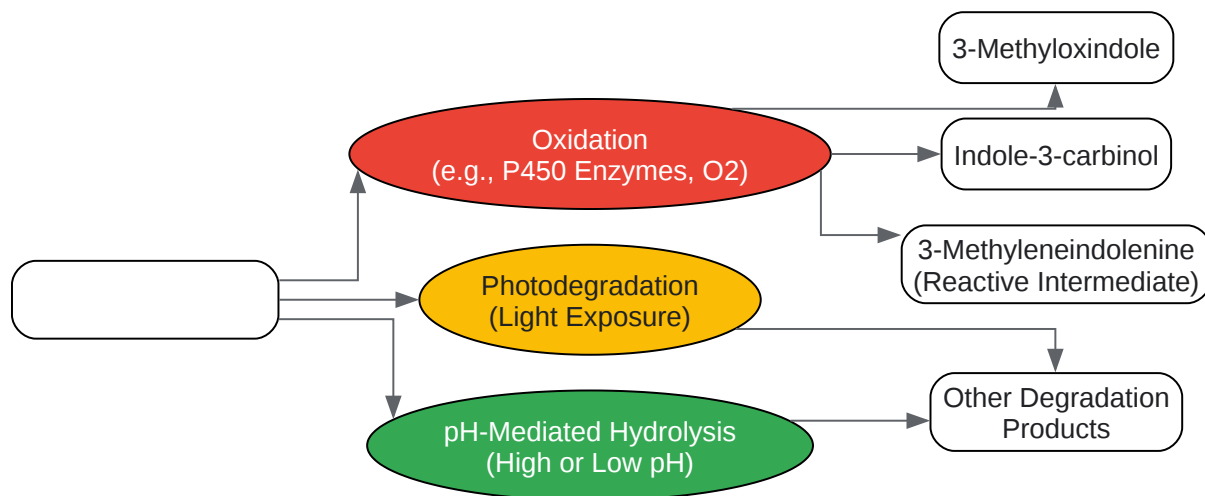 3-Methyloxindole
Oxidation
(e.g., P450 Enzymes, O2)
Indole-3-carbinol
3-Methyleneindolenine
(Reactive Intermediate)
Photodegradation
(Light Exposure)
Other Degradation
Products
pH-Mediated Hydrolysis
(High or Low pH)